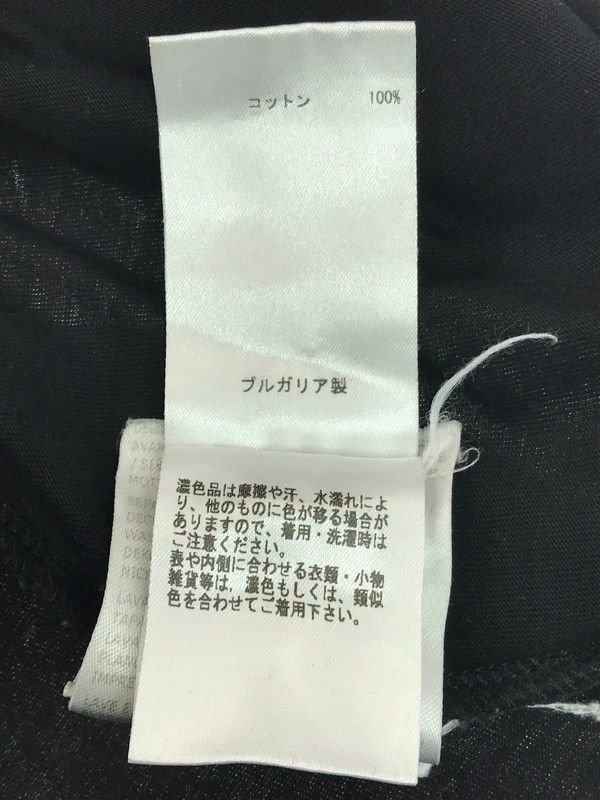 コットン 100%
ブルガリア製
濃色品は摩擦や汗、水濡れによ
り、他のものに色が移る場合が
ありますので、着用・洗濯時は
ご注意ください。
表や内側に合わせる衣類・小物
雑貨等は、濃色もしくは、類似
色を合わせてご着用下さい。